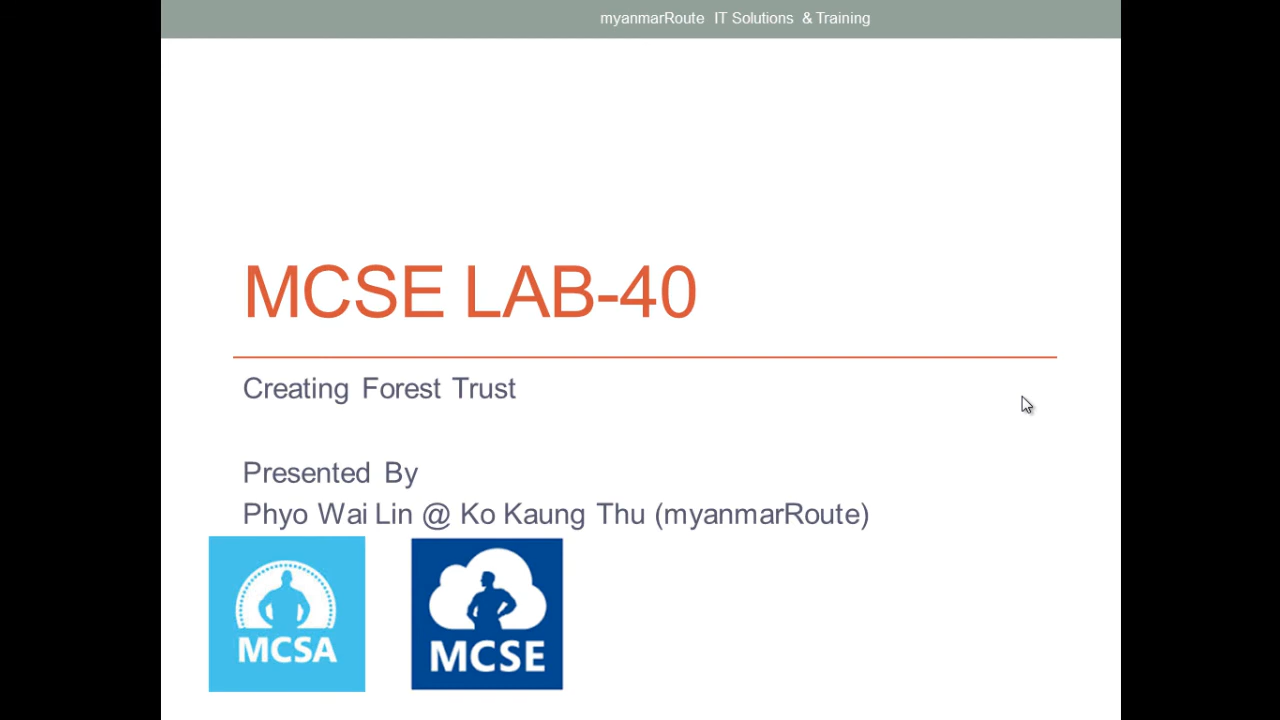 myanmarRoute IT Solutions & Training
MCSE LAB-40
Creating Forest Trust
Presented By
Phyo Wai Lin @ Ko Kaung Thu (myanmarRoute)
MCSA
MCSE